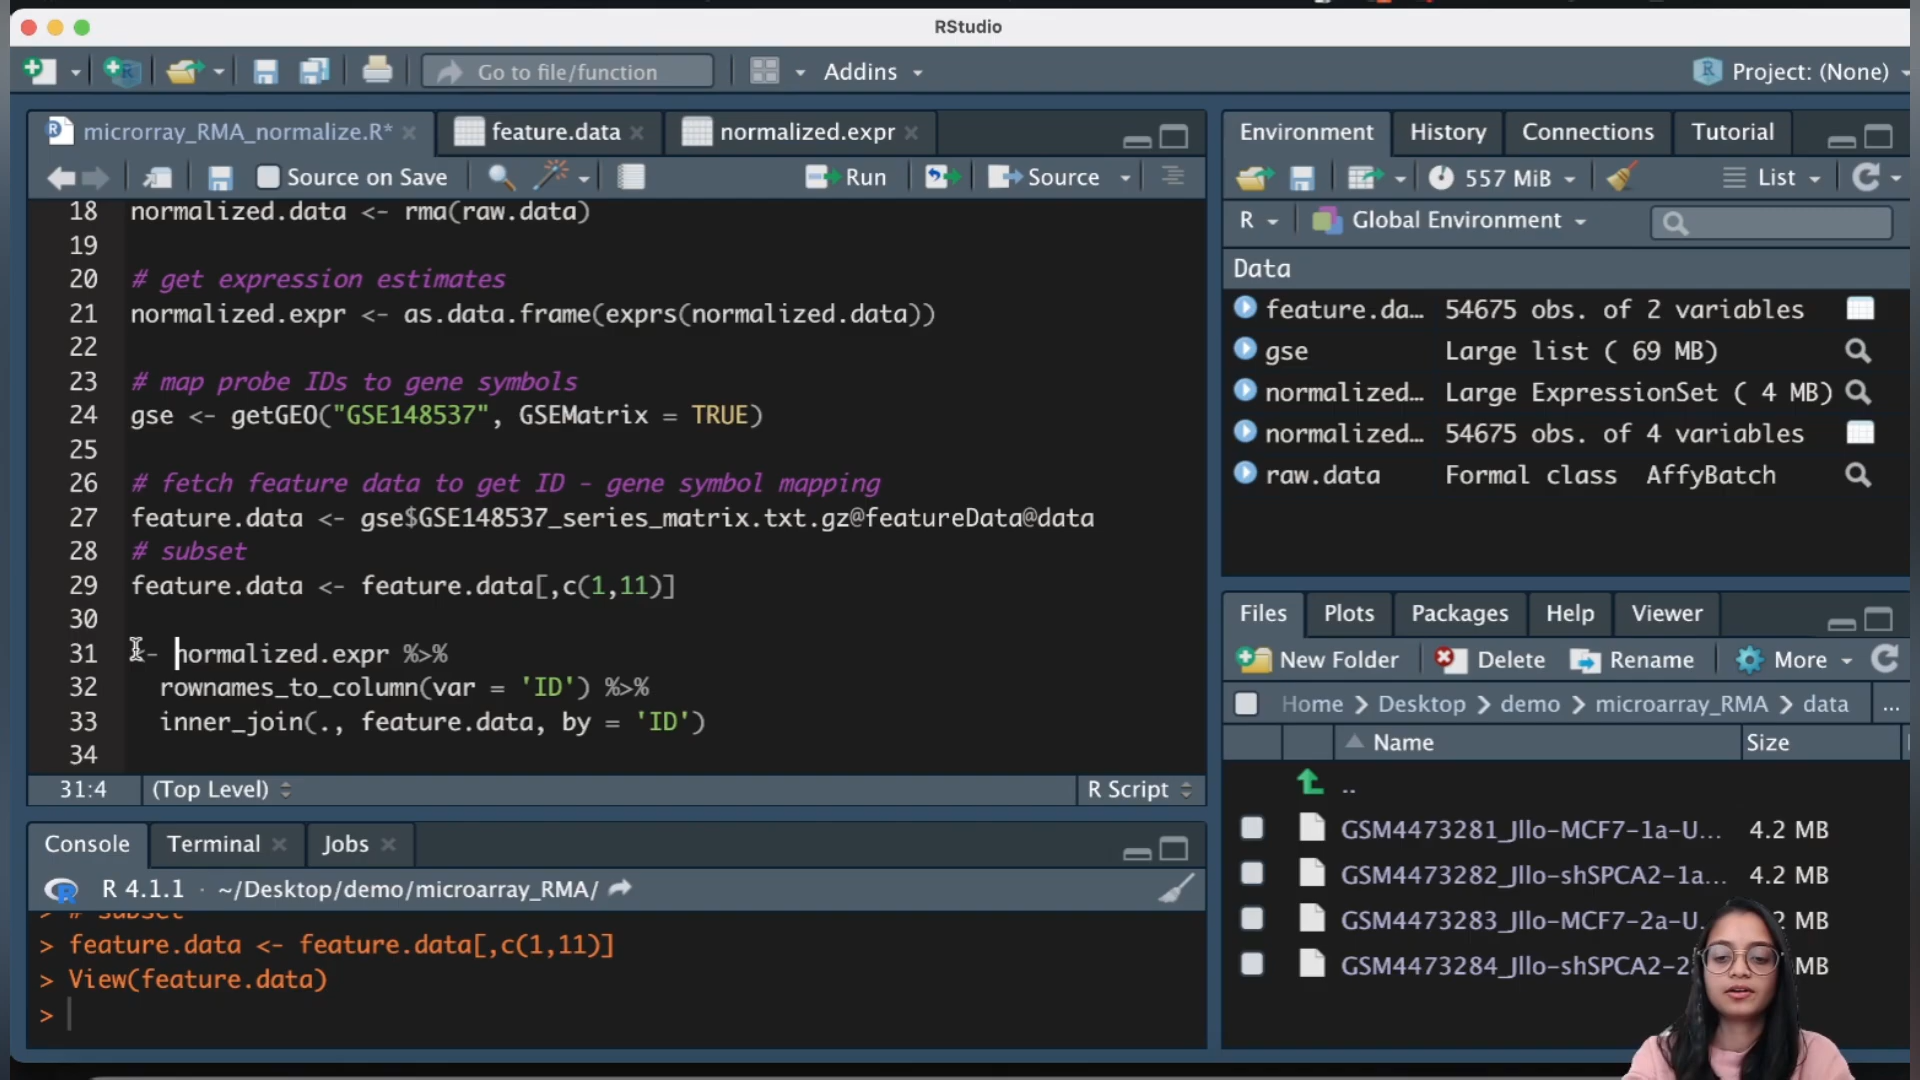 RStudio
Go to file/function
Addins
Project: (None)
microrray_RMA_normalize.R*
feature.data
normalized.expr
Source on Save
Run
Source
18 normalized.data <- rma(raw.data)
19
20 # get expression estimates
21 normalized.expr <- as.data.frame(exprs(normalized.data))
22
23 # map probe IDs to gene symbols
24 gse <- getGEO("GSE148537", GSEMatrix = TRUE)
25
26 # fetch feature data to get ID - gene symbol mapping
27 feature.data <- gse$GSE148537_series_matrix.txt.gz@featureData@data
28 # subset
29 feature.data <- feature.data[,c(1,11)]
30
31 <- normalized.expr %>%
32 rownames_to_column(var = 'ID') %>%
33 inner_join(., feature.data, by = 'ID')
34
31:4 (Top Level) R Script
Console Terminal Jobs
R 4.1.1 · ~/Desktop/demo/microarray_RMA/
> # subset
> feature.data <- feature.data[,c(1,11)]
> View(feature.data)
>
Environment History Connections Tutorial
557 MiB List
R Global Environment
Data
feature.da… 54675 obs. of 2 variables
gse Large list ( 69 MB)
normalized… Large ExpressionSet ( 4 MB)
normalized… 54675 obs. of 4 variables
raw.data Formal class AffyBatch
Files Plots Packages Help Viewer
New Folder Delete Rename More
Home Desktop demo microarray_RMA data ...
Name Size
..
GSM4473281_Jllo-MCF7-1a-U... 4.2 MB
GSM4473282_Jllo-shSPCA2-1a... 4.2 MB
GSM4473283_Jllo-MCF7-2a-U. 2 MB
GSM4473284_Jllo-shSPCA2-2 MB